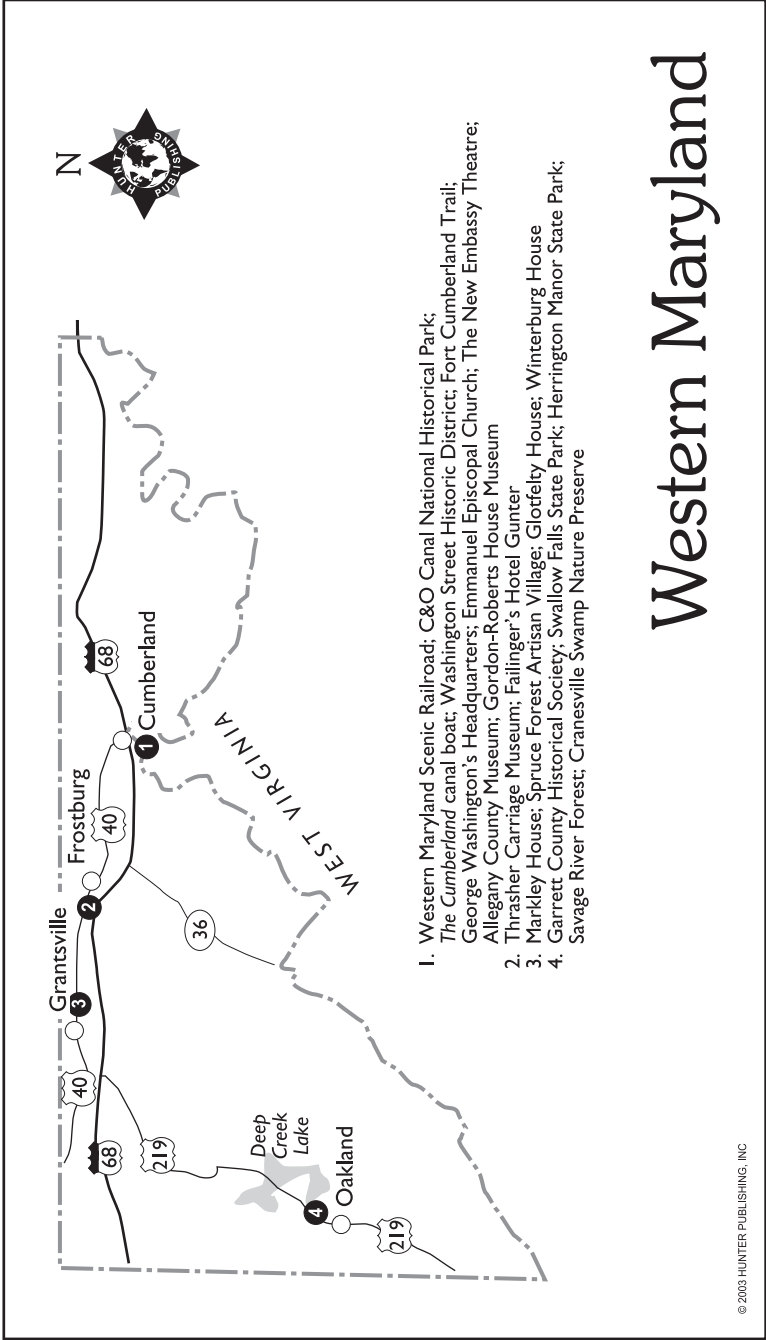 N
HUNTER
PUBLISHING
68
Cumberland
1
Frostburg
40
2
Grantsville
3
40
36
WEST VIRGINIA
68
219
Deep
Creek
Lake
4
Oakland
219
1. Western Maryland Scenic Railroad; C&O Canal National Historical Park;
The Cumberland canal boat; Washington Street Historic District; Fort Cumberland Trail;
George Washington's Headquarters; Emmanuel Episcopal Church; The New Embassy Theatre;
Allegany County Museum; Gordon-Roberts House Museum
2. Thrasher Carriage Museum; Failinger's Hotel Gunter
3. Markley House; Spruce Forest Artisan Village; Glotfelty House; Winterburg House
4. Garrett County Historical Society; Swallow Falls State Park; Herrington Manor State Park;
Savage River Forest; Cranesville Swamp Nature Preserve
Western Maryland
© 2003 HUNTER PUBLISHING, INC